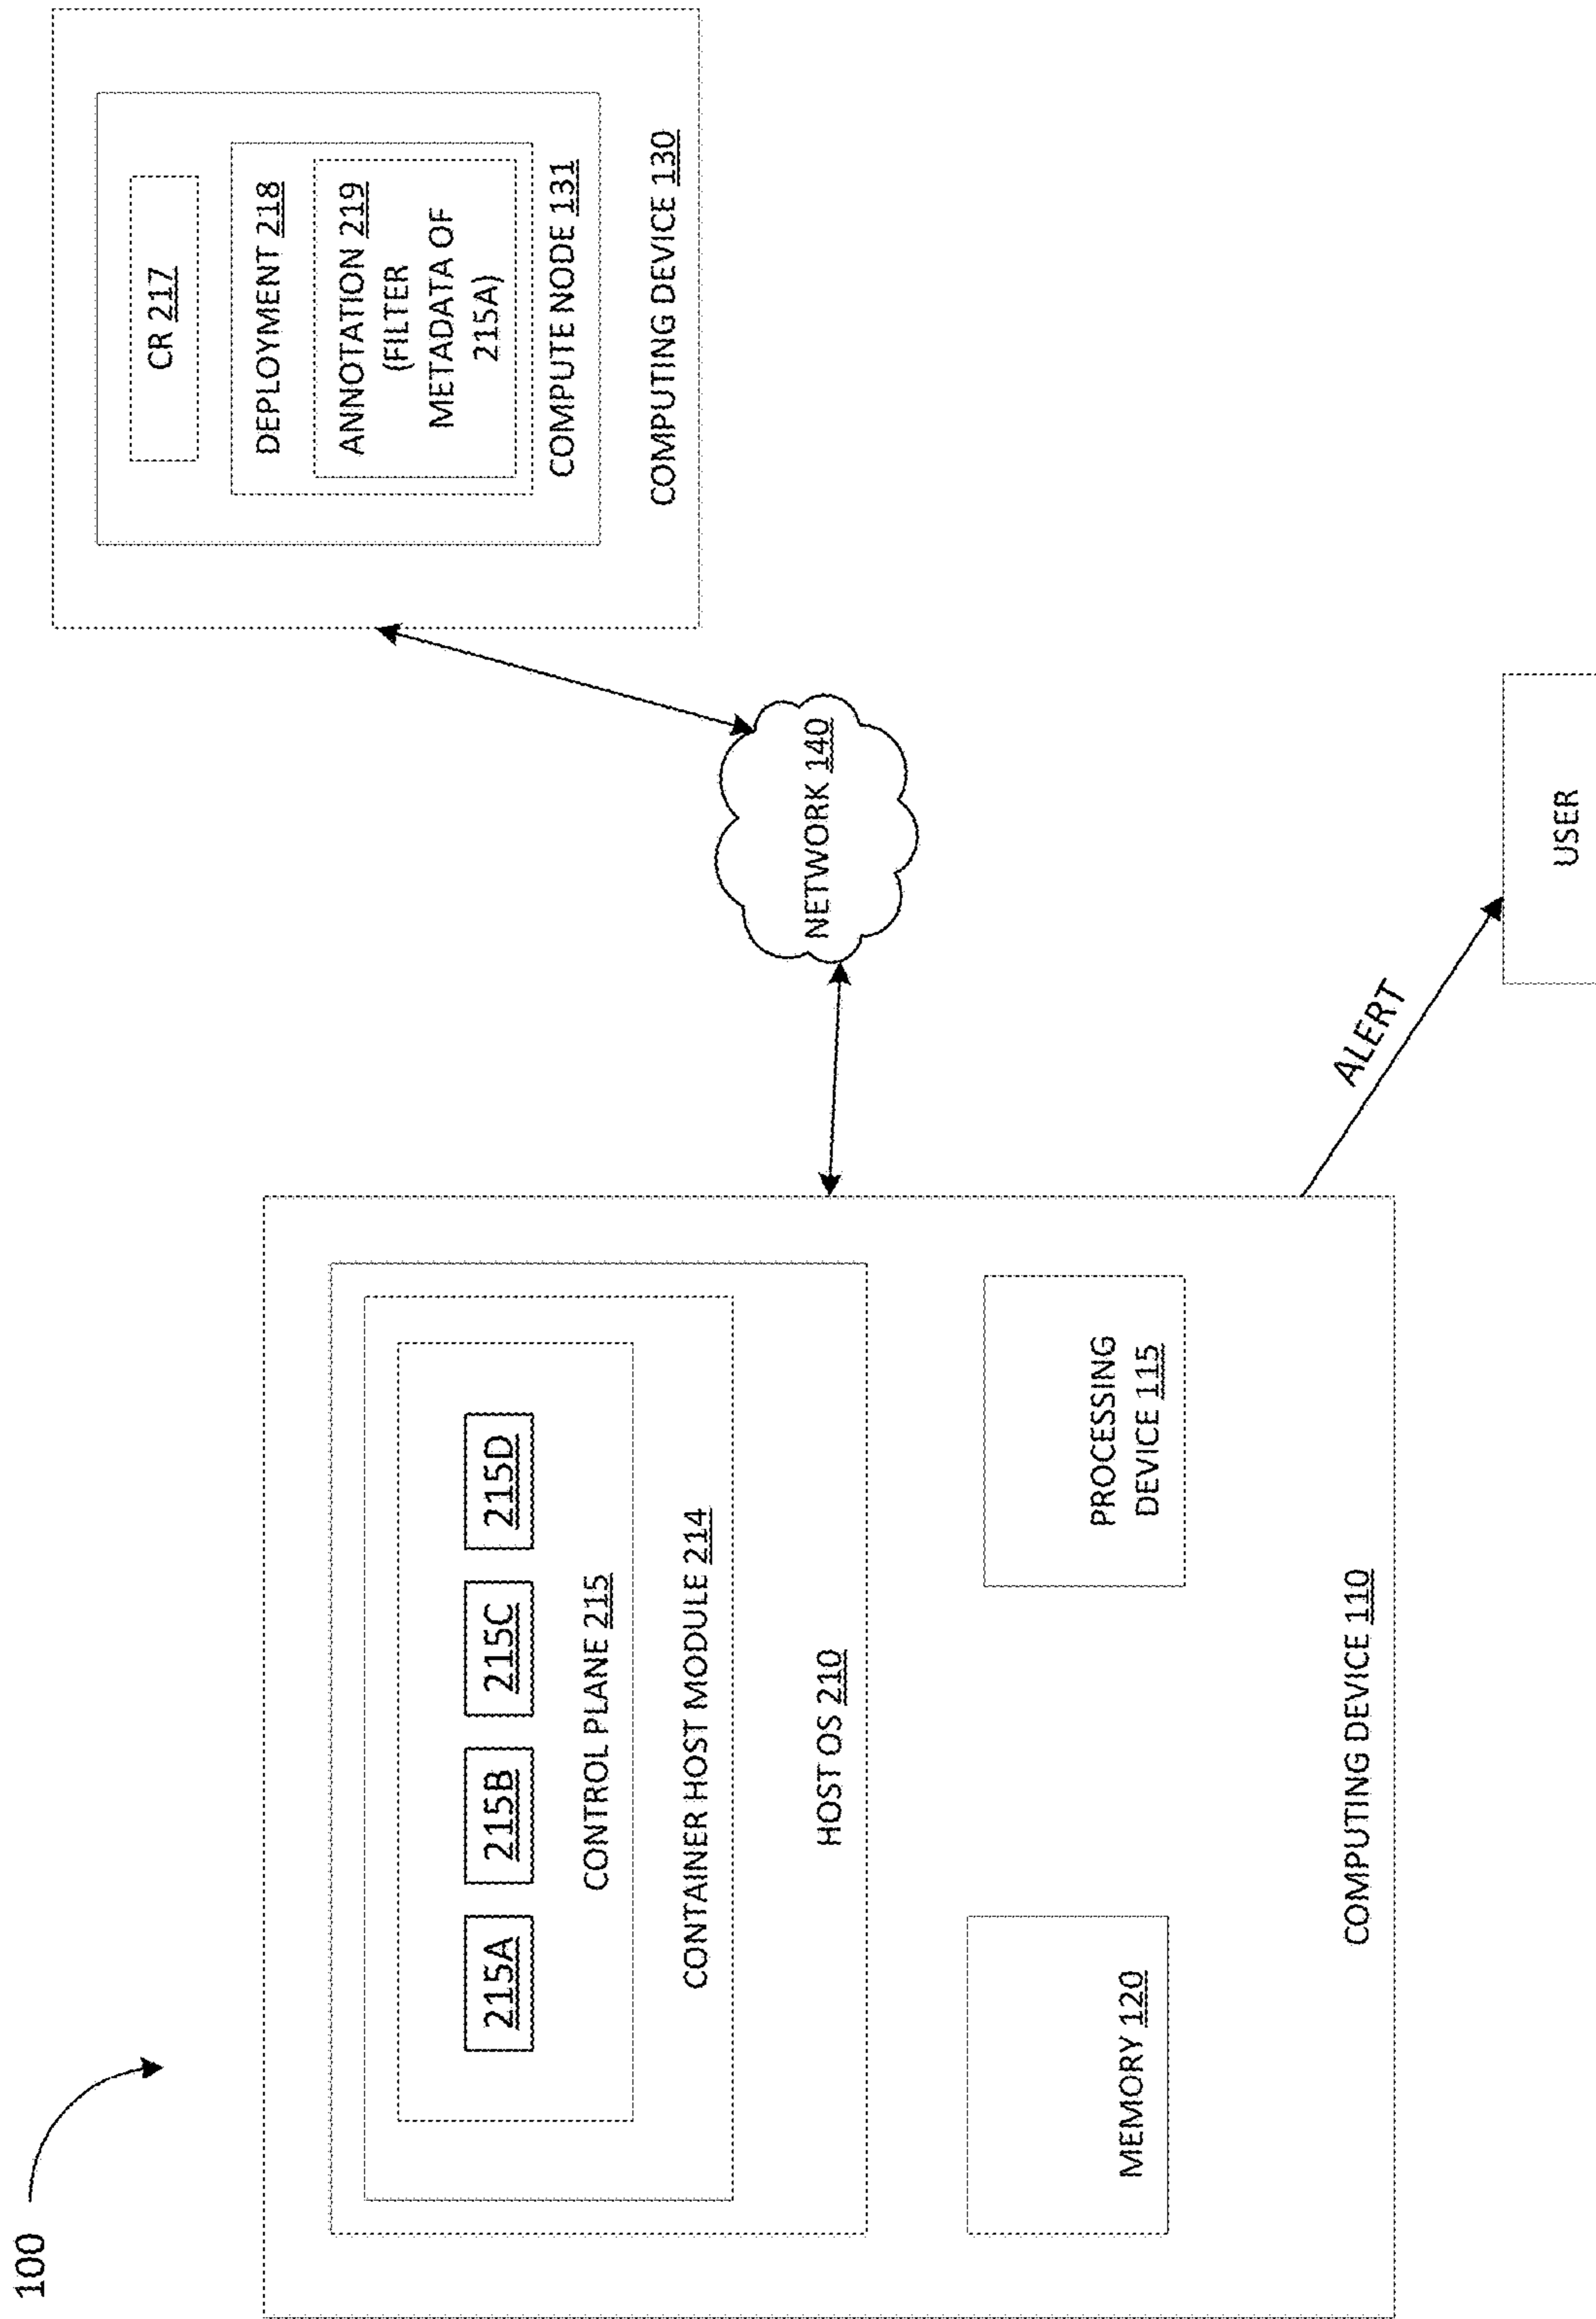 100
215A
215B
215C
215D
CONTROL PLANE 215
CONTAINER HOST MODULE 214
HOST OS 210
MEMORY 120
PROCESSING
DEVICE 115
COMPUTING DEVICE 110
NETWORK 140
ALERT
USER
CR 217
DEPLOYMENT 218
ANNOTATION 219
(FILTER
METADATA OF
215A)
COMPUTE NODE 131
COMPUTING DEVICE 130